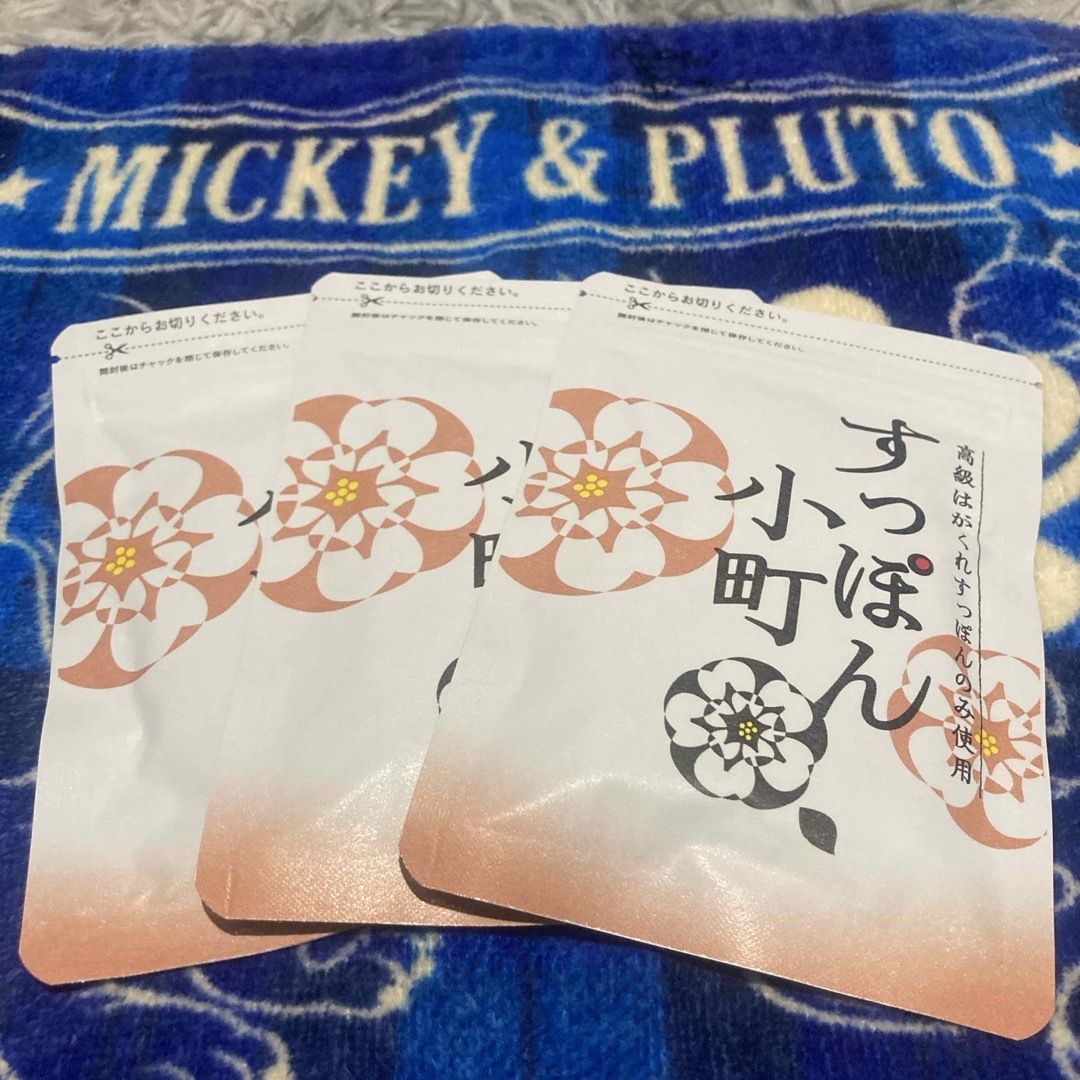 MICKEY & PLUTO
ここからお切りください。
開封後はチャックを閉じて保存してください。
ここからお切りください。
開封後はチャックを閉じて保存してください。
小町
ここからお切りください。
開封後はチャックを閉じて保存してください。
高級はがくれすっぽんのみ使用
すっぽん
小町